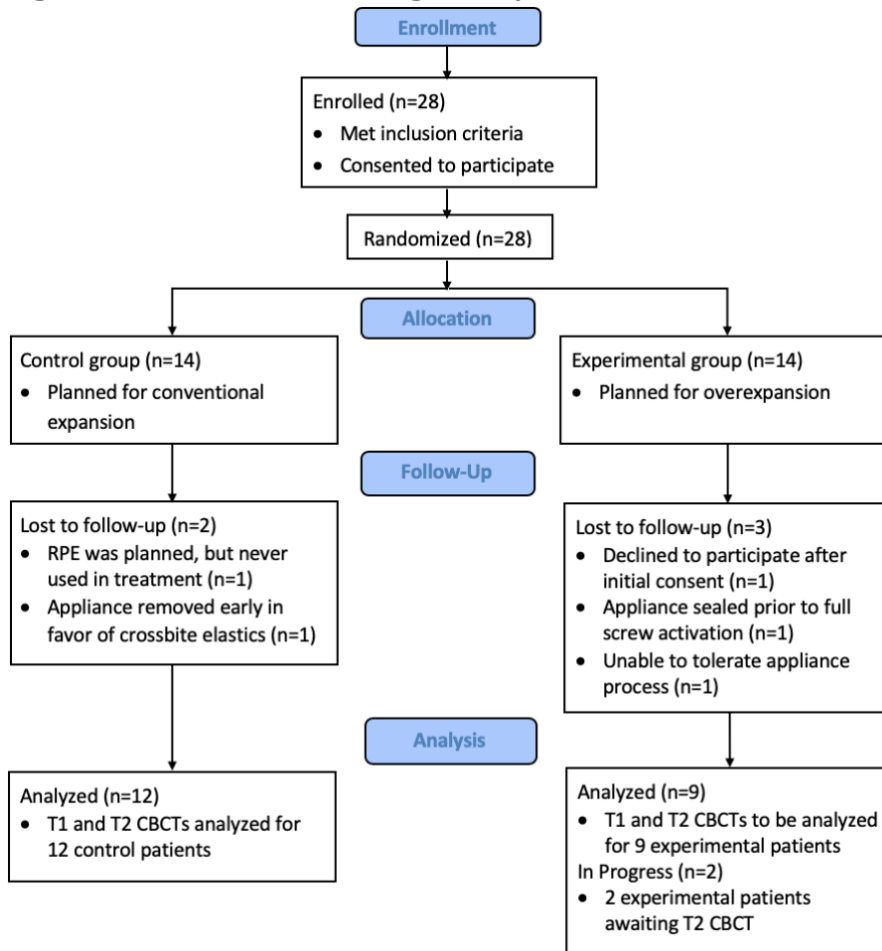 Enrollment
Enrolled (n=28)
• Met inclusion criteria
• Consented to participate
Randomized (n=28)
Allocation
Control group (n=14)
• Planned for conventional
expansion
Experimental group (n=14)
• Planned for overexpansion
Follow-Up
Lost to follow-up (n=2)
• RPE was planned, but never
used in treatment (n=1)
• Appliance removed early in
favor of crossbite elastics (n=1)
Lost to follow-up (n=3)
• Declined to participate after
initial consent (n=1)
• Appliance sealed prior to full
screw activation (n=1)
• Unable to tolerate appliance
process (n=1)
Analysis
Analyzed (n=12)
• T1 and T2 CBCTs analyzed for
12 control patients
Analyzed (n=9)
• T1 and T2 CBCTs to be analyzed
for 9 experimental patients
In Progress (n=2)
• 2 experimental patients
awaiting T2 CBCT